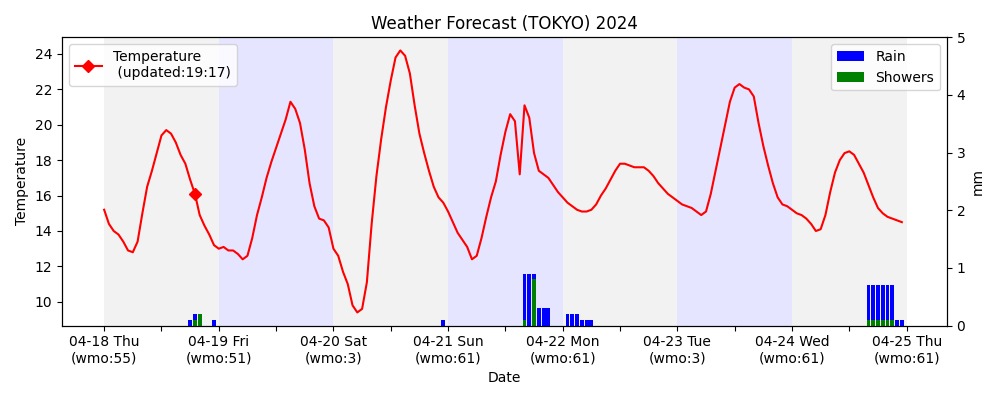 Weather Forecast (TOKYO) 2024
Temperature
(updated:19:17)
Rain
Showers
Temperature
24
22
20
18
16
14
12
10
5
4
3
2
1
0
mm
04-18 Thu
(wmo:55)
04-19 Fri
(wmo:51)
04-20 Sat
(wmo:3)
04-21 Sun
(wmo:61)
04-22 Mon
(wmo:61)
04-23 Tue
(wmo:3)
04-24 Wed
(wmo:61)
04-25 Thu
(wmo:61)
Date